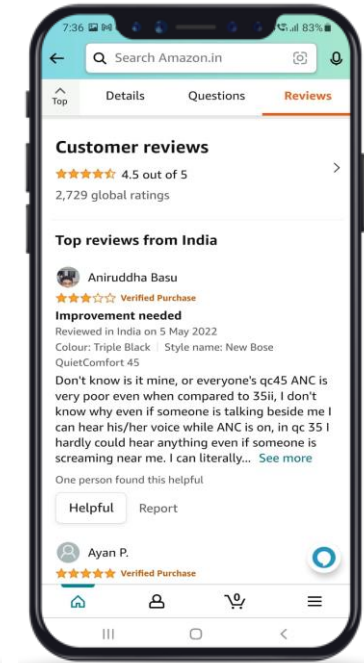 7:36
83%
Search Amazon.in
Top
Details
Questions
Reviews
Customer reviews
4.5 out of 5
2,729 global ratings
Top reviews from India
Aniruddha Basu
Verified Purchase
Improvement needed
Reviewed in India on 5 May 2022
Colour: Triple Black | Style name: New Bose
QuietComfort 45
Don't know is it mine, or everyone's qc45 ANC is
very poor even when compared to 35ii, I don't
know why even if someone is talking beside me I
can hear his/her voice while ANC is on, in qc 35 I
hardly could hear anything even if someone is
screaming near me. I can literally... See more
One person found this helpful
Helpful
Report
Ayan P.
Verified Purchase
0